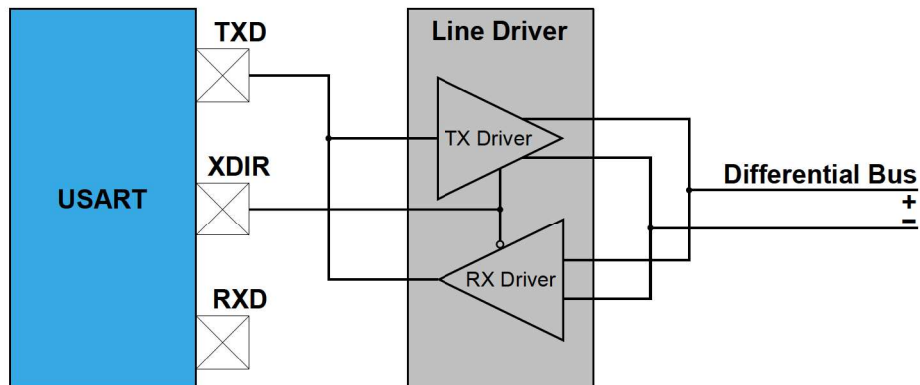 TXD
Line Driver
TX Driver
XDIR
Differential Bus
+
−
USART
RX Driver
RXD